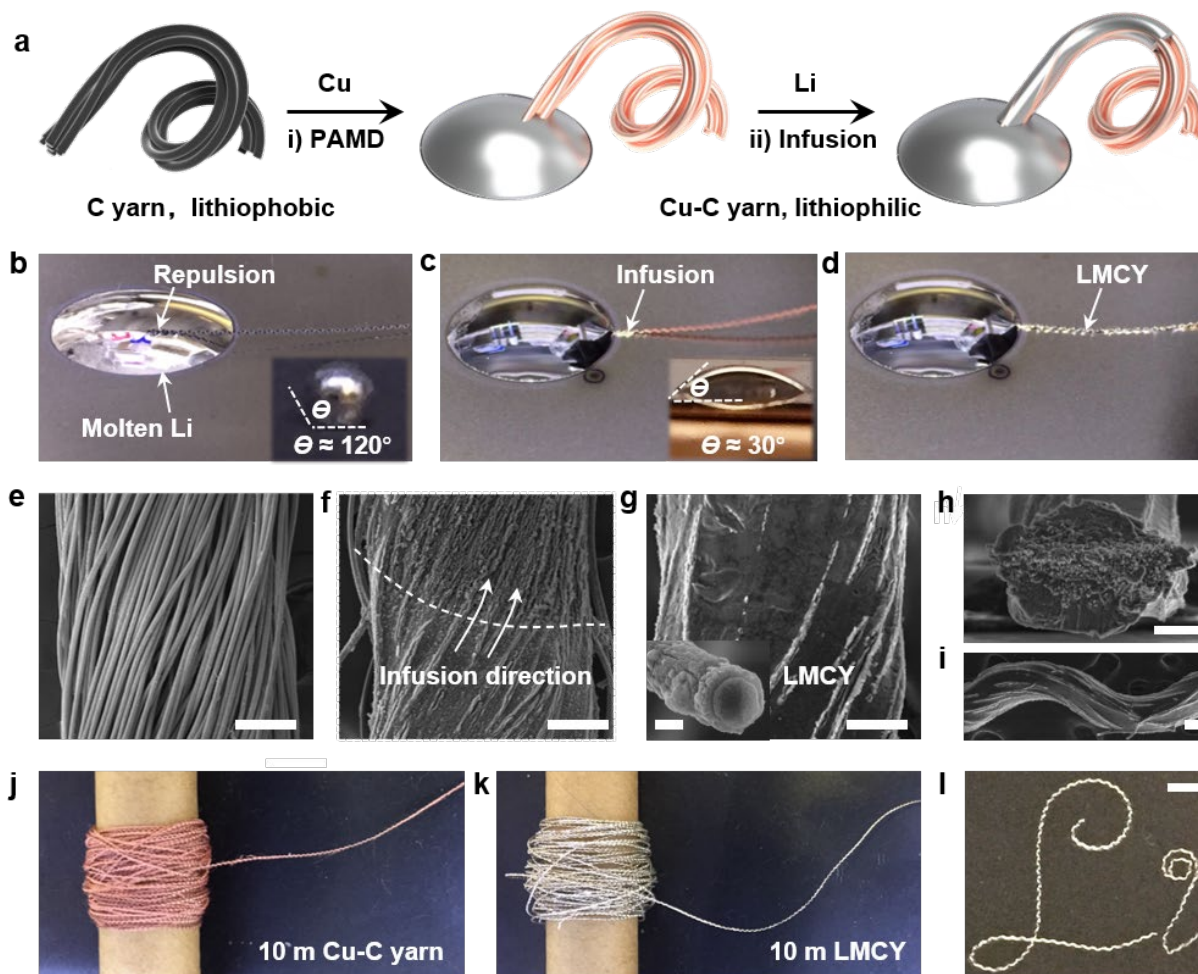 a
Cu
i) PAMD
Li
ii) Infusion
C yarn, lithiophobic
Cu-C yarn, lithiophilic
b
Repulsion
Molten Li
Θ
Θ ≈ 120°
c
Infusion
Θ
Θ ≈ 30°
d
LMCY
e
f
Infusion direction
g
LMCY
h
i
j
10 m Cu-C yarn
k
10 m LMCY
l